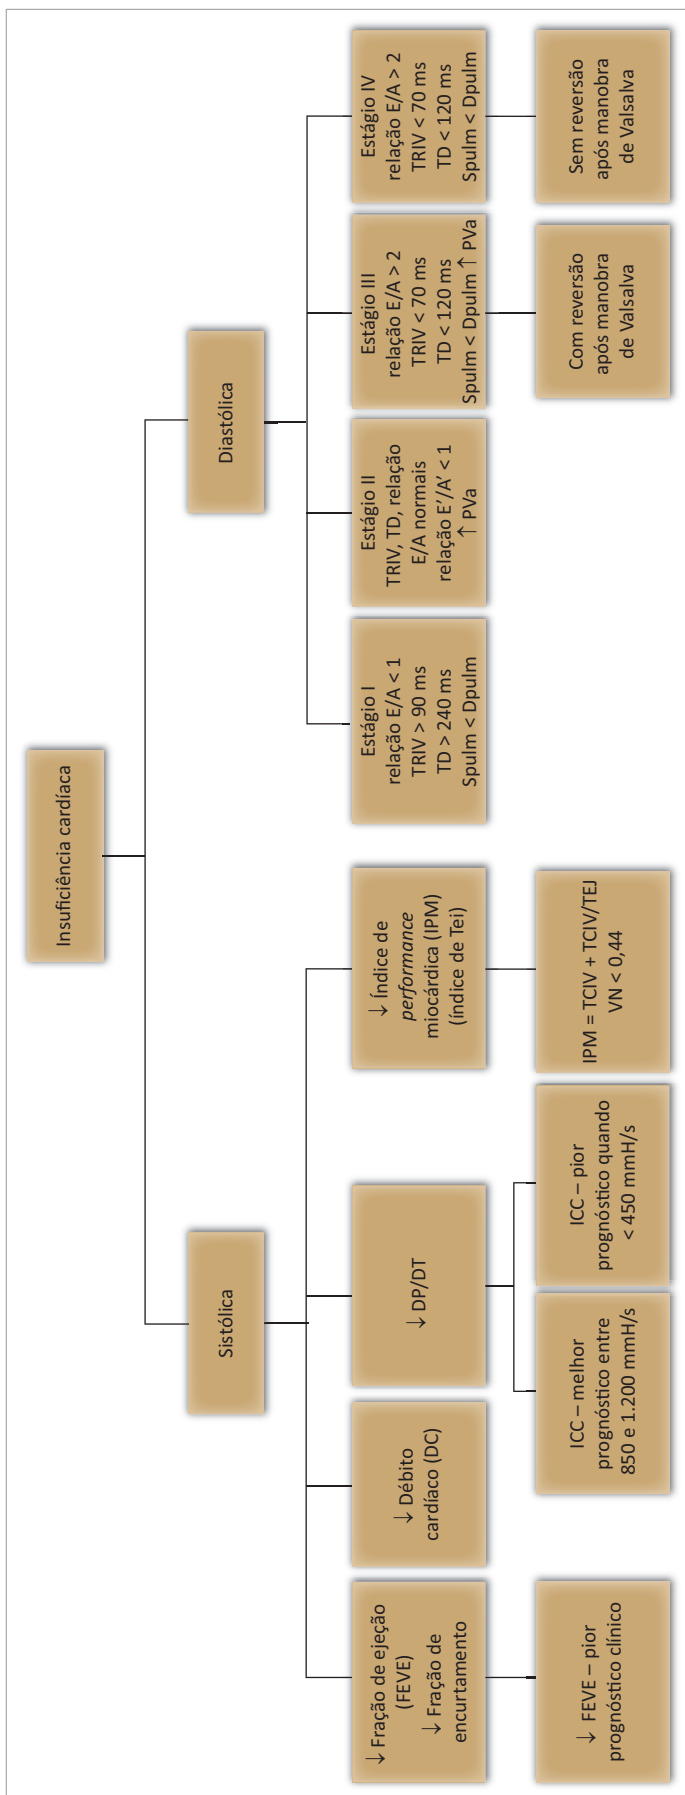 Insuficiência cardíaca
Sistólica
Diastólica
↓ Fração de ejeção
(FEVE)
↓ Fração de
encurtamento
↓ Débito
cardíaco (DC)
↓ DP/DT
↓ Índice de
performance
miocárdica (IPM)
(índice de Tei)
Estágio I
relação E/A < 1
TRIV > 90 ms
TD > 240 ms
Spulm < Dpulm
Estágio II
TRIV, TD, relação
E/A normais
relação E'/A' < 1
↑ PVa
Estágio III
relação E/A > 2
TRIV < 70 ms
TD < 120 ms
Spulm < Dpulm ↑ PVa
Estágio IV
relação E/A > 2
TRIV < 70 ms
TD < 120 ms
Spulm < Dpulm
↓ FEVE – pior
prognóstico clínico
ICC – melhor
prognóstico entre
850 e 1.200 mmH/s
ICC – pior
prognóstico quando
< 450 mmH/s
IPM = TCIV + TCIV/TEJ
VN < 0,44
Com reversão
após manobra
de Valsalva
Sem reversão
após manobra
de Valsalva